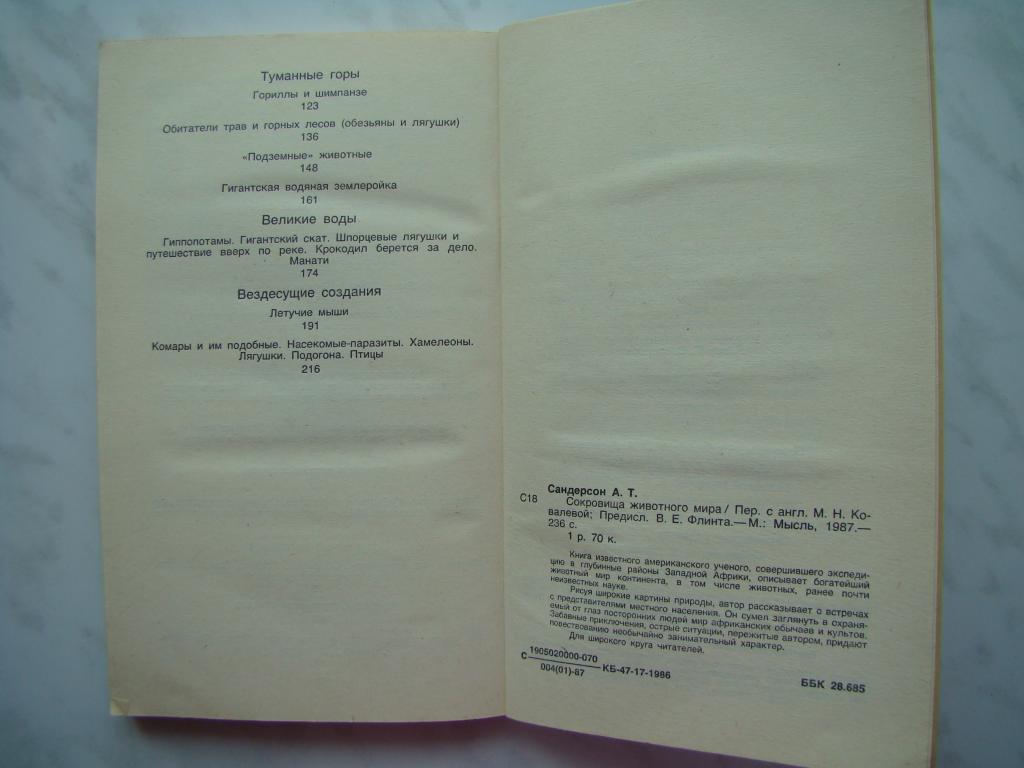 Туманные горы
Гориллы и шимпанзе
123
Обитатели трав и горных лесов (обезьяны и лягушки)
136
«Подземные» животные
148
Гигантская водяная землеройка
161
Великие воды
Гиппопотамы. Гигантский скат. Шпорцевые лягушки и
путешествие вверх по реке. Крокодил берется за дело.
Манати
174
Вездесущие создания
Летучие мыши
191
Комары и им подобные. Насекомые-паразиты. Хамелеоны.
Лягушки. Подогона. Птицы
216
Сандерсон А. Т.
С18 Сокровища животного мира / Пер. с англ. М. Н. Ко-
валевой; Предисл. В. Е. Флинта.— М.: Мысль, 1987.—
236 с.
1 р. 70 к.
Книга известного американского ученого, совершившего экспеди-
цию в глубинные районы Западной Африки, описывает богатейший
животный мир континента, в том числе животных, ранее почти
неизвестных науке.
Рисуя широкие картины природы, автор рассказывает о встречах
с представителями местного населения. Он сумел заглянуть в охраня-
емый от глаз посторонних людей мир африканских обычаев и культов.
Забавные приключения, острые ситуации, пережитые автором, придают
повествованию необычайно занимательный характер.
Для широкого круга читателей.
С 1905020000-070
004(01)-87 КБ-47-17-1986
ББК 28.685